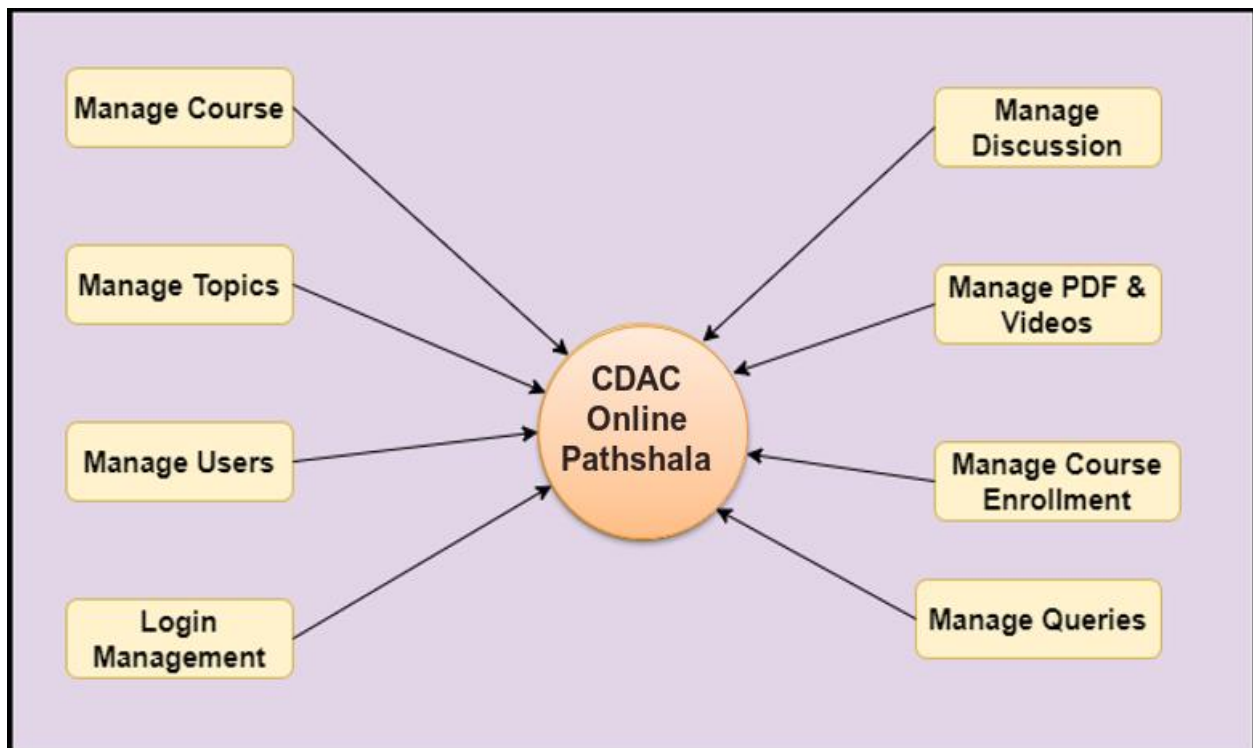 Manage Course
Manage Topics
Manage Users
Login
Management
CDAC
Online
Pathshala
Manage
Discussion
Manage PDF &
Videos
Manage Course
Enrollment
Manage Queries